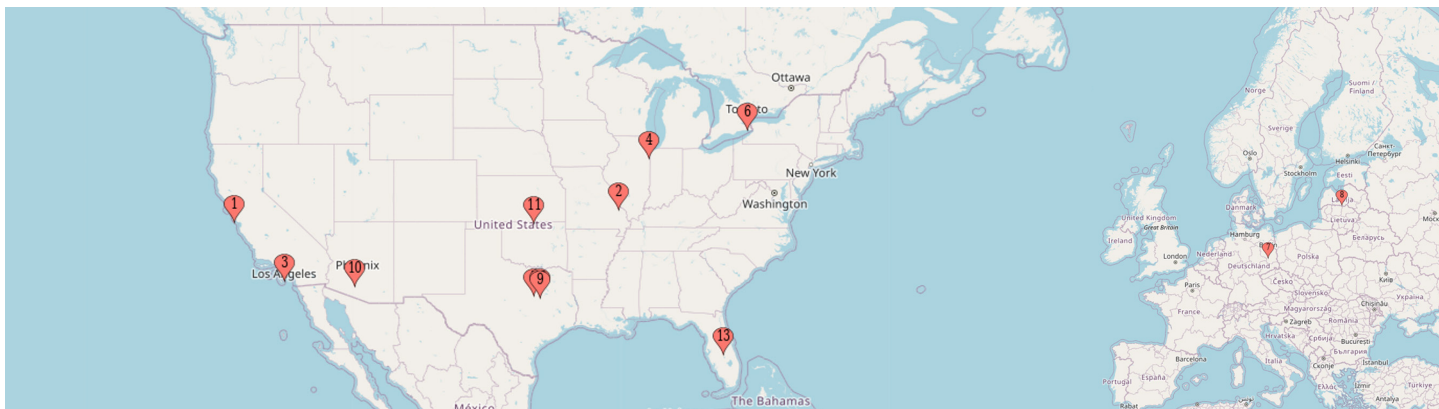 Ottawa
Toronto
6
4
New York
2
Washington
1
11
United States
3
Los Angeles
Phoenix
10
9
13
The Bahamas
México
Suomi /
Finland
Norge
Sverige
Санкт
Петербург
Oslo
Helsinki
Stockholm
Eesti
8
Latvija
Danmark
Lietuva
United Kingdom
Great Britain
Hamburg
Беларусь
Ireland
Berlin
7
London
Nederland
Polska
Deutschland
Київ
Paris
Česko
Україна
Slovensko
Chișinău
France
Magyarország
România
Zagreb
Hrvatska
Србија
București
България
Barcelona
Italia
Скопје
İstanbul
Portugal
España
Ελλάς
İzmir
Türkiye
Antalya
Rabat